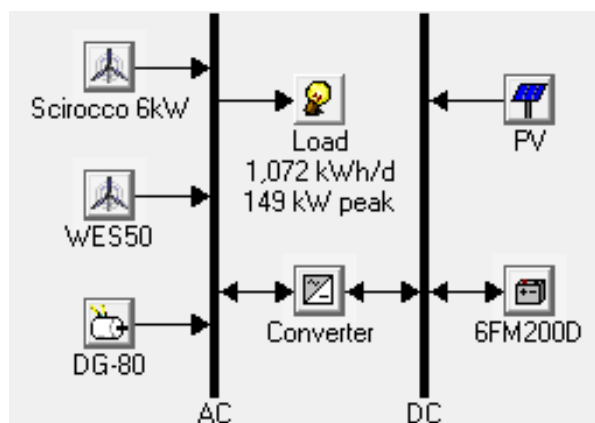 Scirocco 6kW
Load
1,072 kWh/d
149 kW peak
PV
WES50
Converter
6FM200D
DG-80
AC
DC